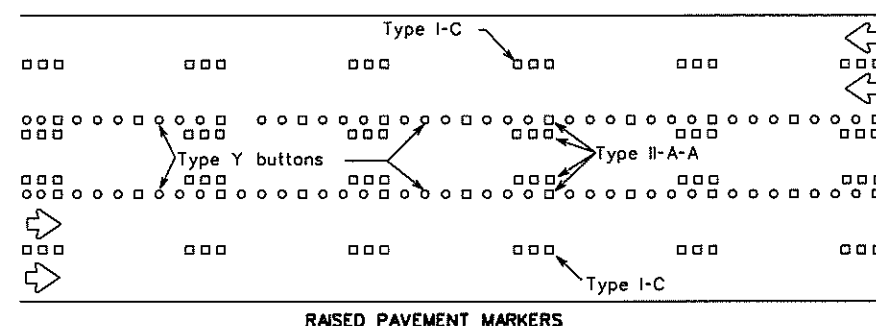 Type I-C
Type Y buttons
Type II-A-A
Type I-C
RAISED PAVEMENT MARKERS